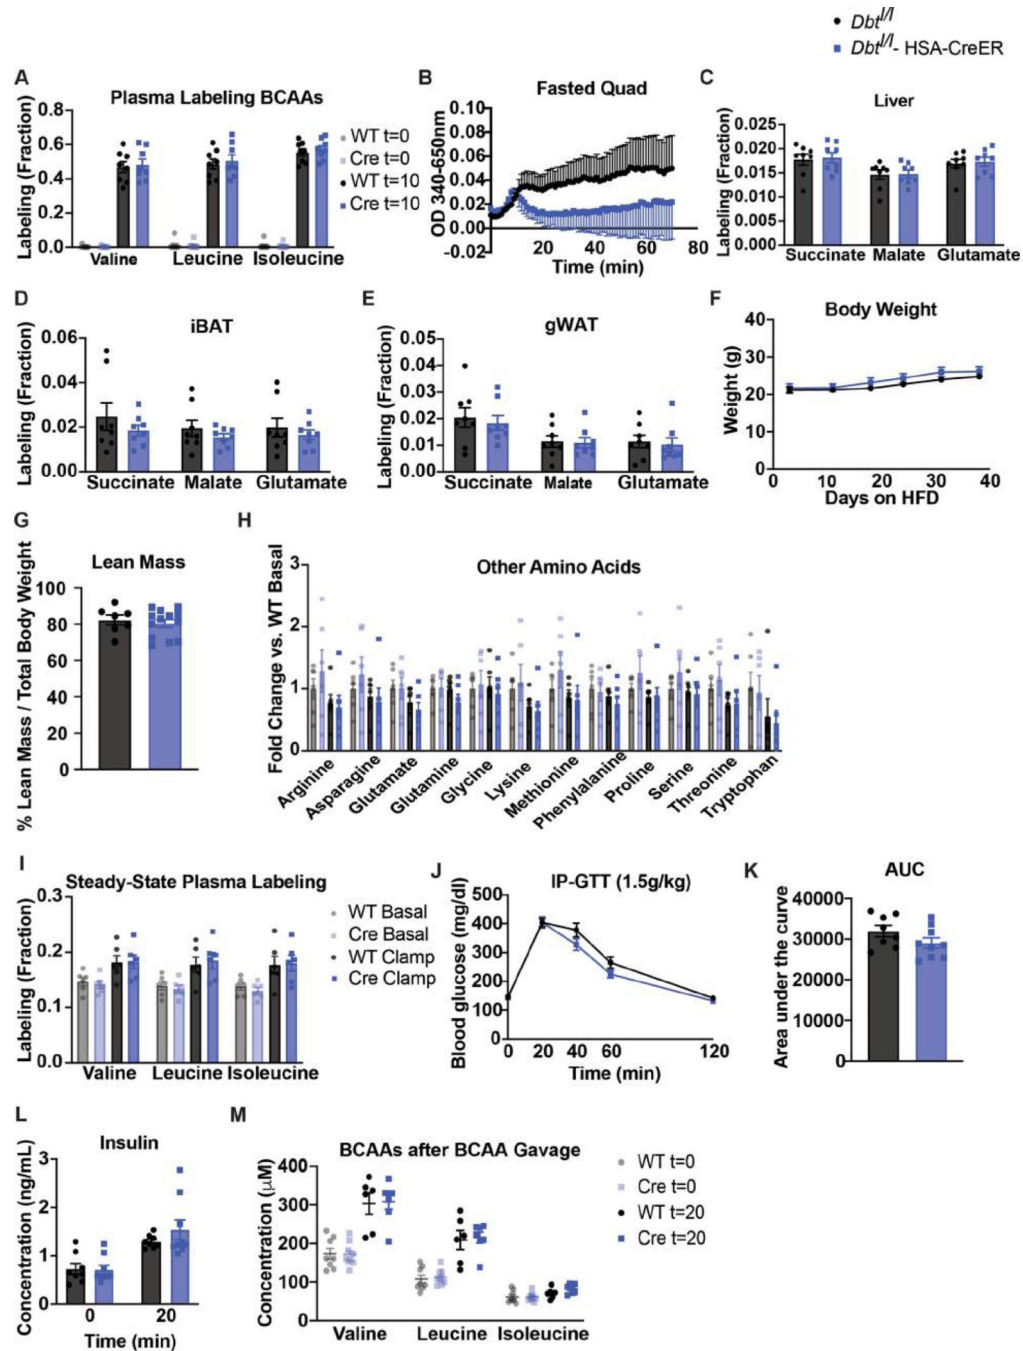 Dbt^l/l
Dbt^l/l- HSA-CreER
A
Plasma Labeling BCAAs
Labeling (Fraction)
0.8
0.6
0.4
0.2
0.0
Valine Leucine Isoleucine
WT t=0
Cre t=0
WT t=10
Cre t=10
B
Fasted Quad
OD 340-650nm
0.10
0.08
0.06
0.04
0.02
0.00
-0.02
20 40 60 80
Time (min)
C
Liver
Labeling (Fraction)
0.025
0.020
0.015
0.010
0.005
0.000
Succinate Malate Glutamate
D
iBAT
Labeling (Fraction)
0.06
0.04
0.02
0.00
Succinate Malate Glutamate
E
gWAT
Labeling (Fraction)
0.05
0.04
0.03
0.02
0.01
0.00
Succinate Malate Glutamate
F
Body Weight
Weight (g)
40
30
20
10
0
0 10 20 30 40
Days on HFD
G
Lean Mass
% Lean Mass / Total Body Weight
100
80
60
40
20
0
H
Other Amino Acids
Fold Change vs. WT Basal
3
2
1
0
Arginine
Asparagine
Glutamate
Glutamine
Glycine
Lysine
Methionine
Phenylanine
Proline
Serine
Threonine
Tryptophan
I
Steady-State Plasma Labeling
Labeling (Fraction)
0.3
0.2
0.1
0.0
Valine Leucine Isoleucine
WT Basal
Cre Basal
WT Clamp
Cre Clamp
J
IP-GTT (1.5g/kg)
Blood glucose (mg/dl)
500
400
300
200
100
0
0 20 40 60 120
Time (min)
K
AUC
Area under the curve
40000
30000
20000
10000
0
L
Insulin
Concentration (ng/mL)
3
2
1
0
0 20
Time (min)
M
BCAAs after BCAA Gavage
Concentration (μM)
400
300
200
100
0
Valine Leucine Isoleucine
WT t=0
Cre t=0
WT t=20
Cre t=20